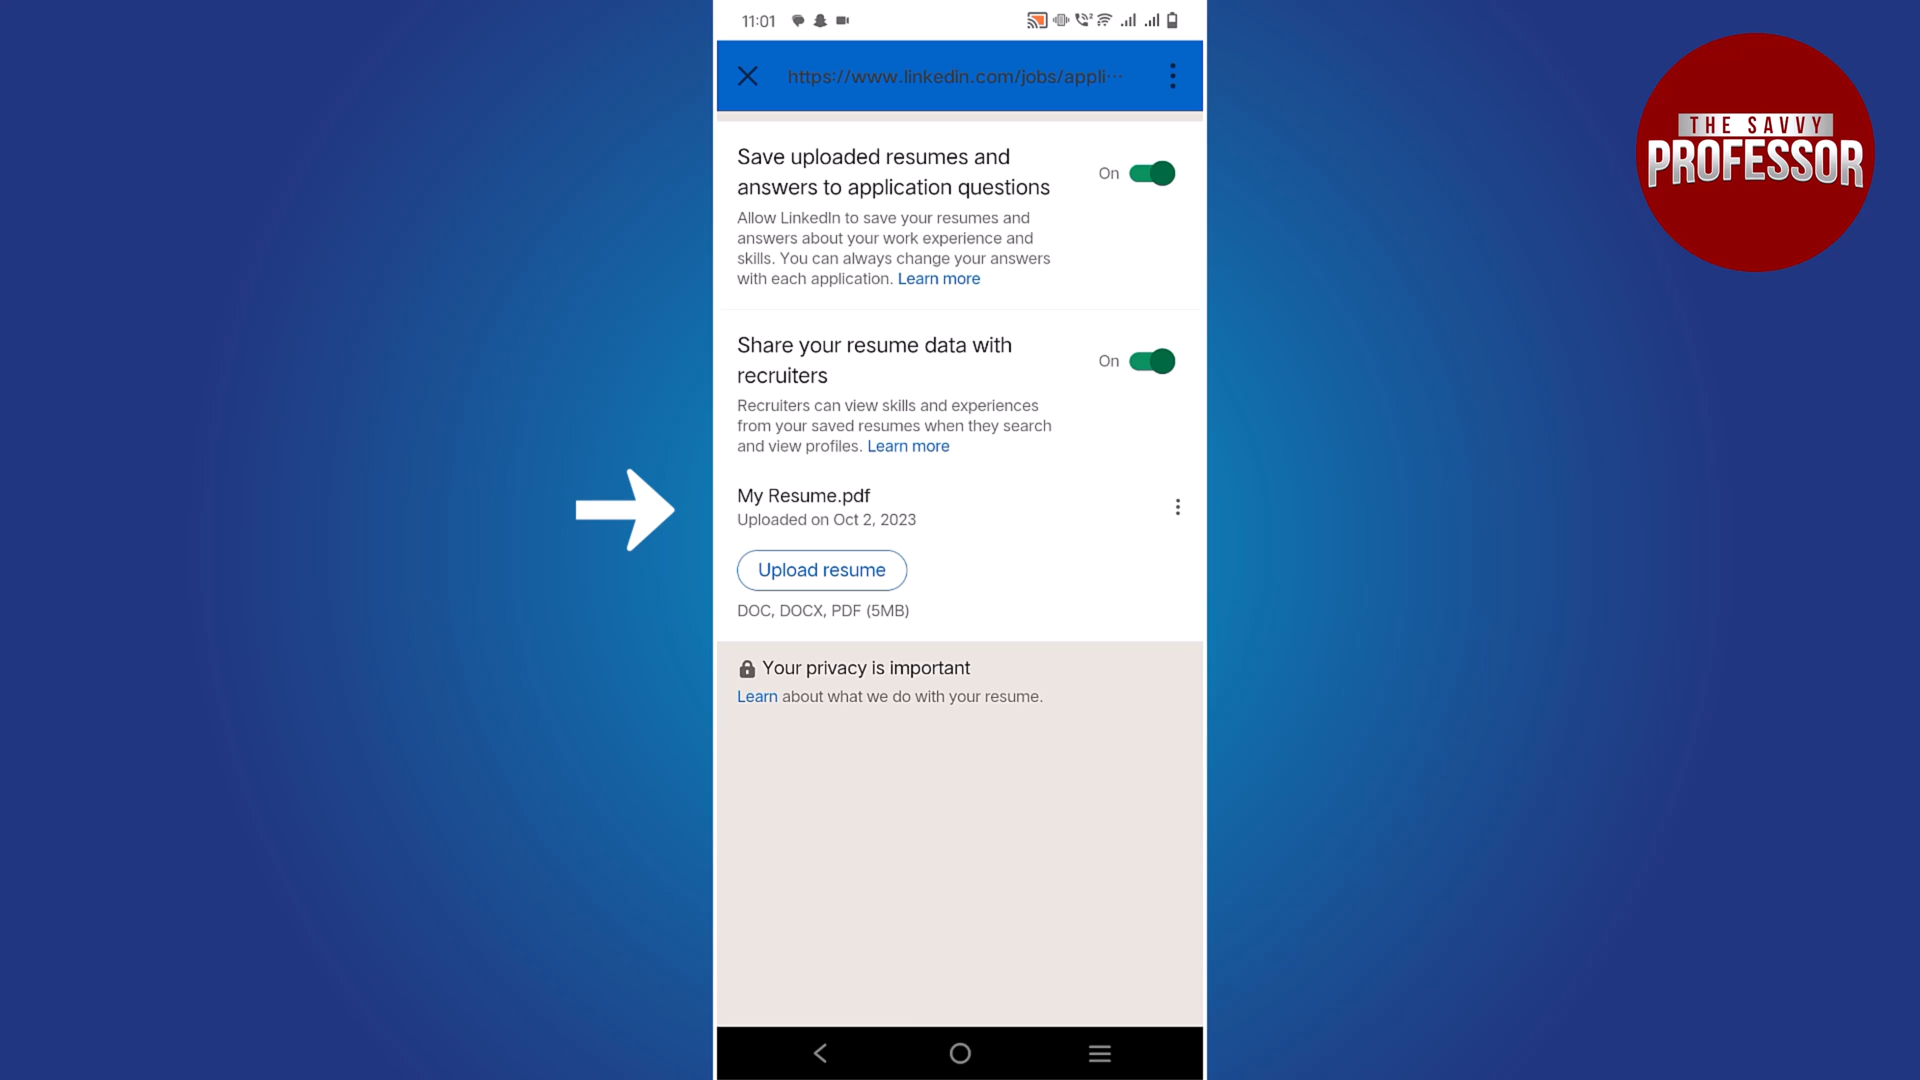 11:01
https://www.linkedin.com/jobs/appli···
THE SAVVY
PROFESSOR
Save uploaded resumes and
answers to application questions
On
Allow LinkedIn to save your resumes and
answers about your work experience and
skills. You can always change your answers
with each application. Learn more
Share your resume data with
recruiters
On
Recruiters can view skills and experiences
from your saved resumes when they search
and view profiles. Learn more
My Resume.pdf
Uploaded on Oct 2, 2023
Upload resume
DOC, DOCX, PDF (5MB)
Your privacy is important
Learn about what we do with your resume.